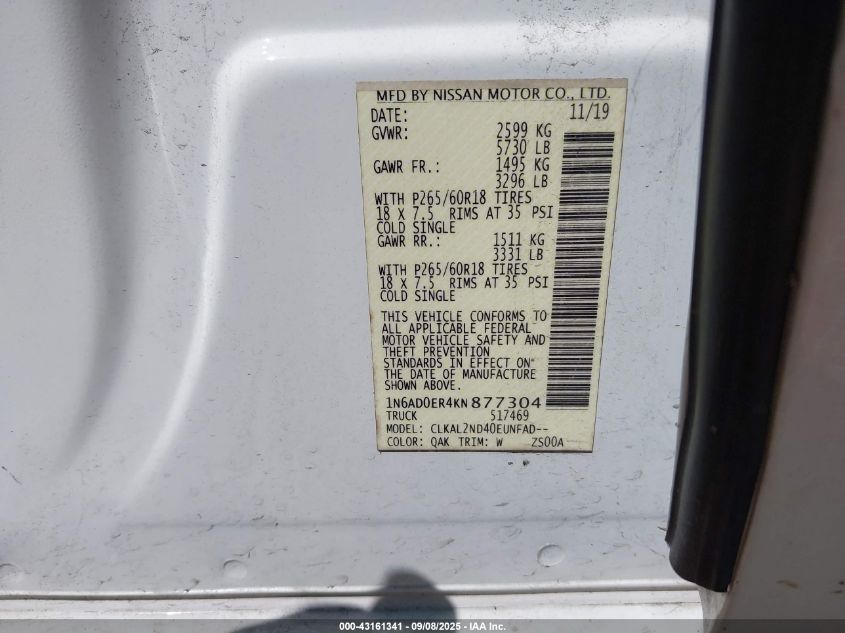 MFD BY NISSAN MOTOR CO., LTD.
DATE: 11/19
GVWR: 2599 KG
5730 LB
GAWR FR.: 1495 KG
3296 LB
WITH P265/60R18 TIRES
18 X 7.5 RIMS AT 35 PSI
COLD SINGLE
GAWR RR.: 1511 KG
3331 LB
WITH P265/60R18 TIRES
18 X 7.5 RIMS AT 35 PSI
COLD SINGLE
THIS VEHICLE CONFORMS TO
ALL APPLICABLE FEDERAL
MOTOR VEHICLE SAFETY AND
THEFT PREVENTION
STANDARDS IN EFFECT ON
THE DATE OF MANUFACTURE
SHOWN ABOVE.
1N6AD0ER4KN877304
TRUCK 517469
MODEL: CLKAL2ND40EUNFAD--
COLOR: QAK TRIM: W ZS00A
000-43161341 - 09/08/2025 - IAA Inc.